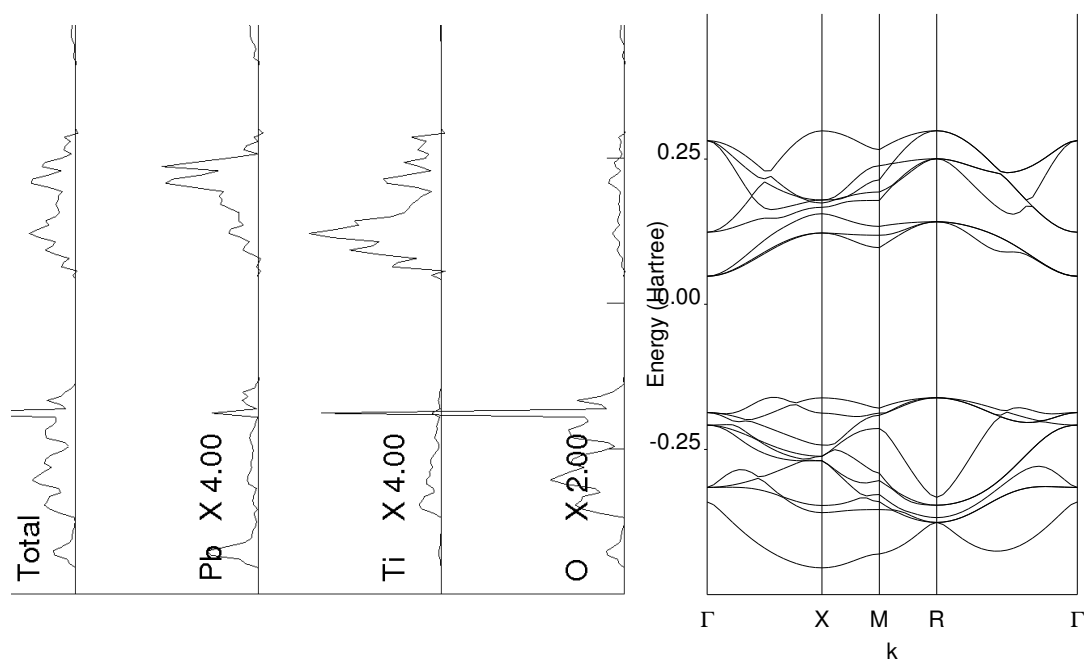 Total
Pb X 4.00
Ti X 4.00
O X 2.00
Energy (Hartree)
0.25
0.00
-0.25
Γ X M R Γ
k